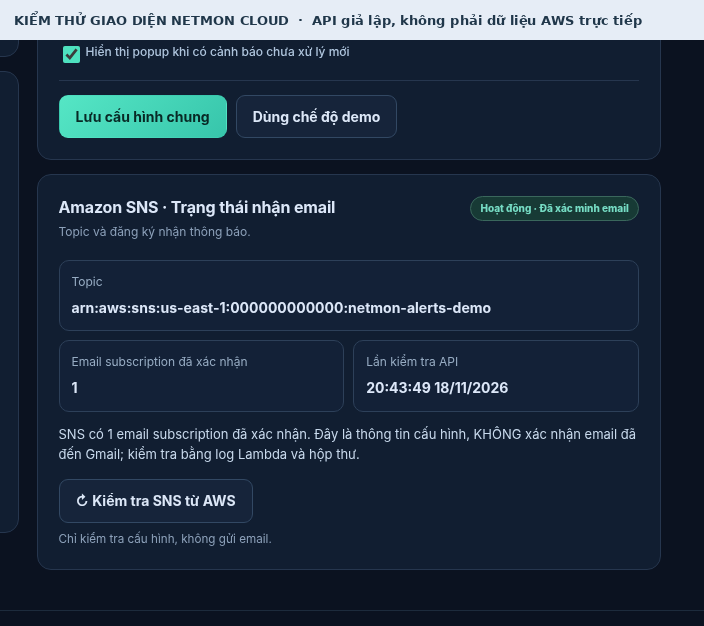 KIỂM THỬ GIAO DIỆN NETMON CLOUD · API giả lập, không phải dữ liệu AWS trực tiếp
Hiển thị popup khi có cảnh báo chưa xử lý mới
Lưu cấu hình chung
Dùng chế độ demo
Amazon SNS · Trạng thái nhận email
Hoạt động · Đã xác minh email
Topic và đăng ký nhận thông báo.
Topic
arn:aws:sns:us-east-1:000000000000:netmon-alerts-demo
Email subscription đã xác nhận
1
Lần kiểm tra API
20:43:49 18/11/2026
SNS có 1 email subscription đã xác nhận. Đây là thông tin cấu hình, KHÔNG xác nhận email đã
đến Gmail; kiểm tra bằng log Lambda và hộp thư.
↻ Kiểm tra SNS từ AWS
Chỉ kiểm tra cấu hình, không gửi email.